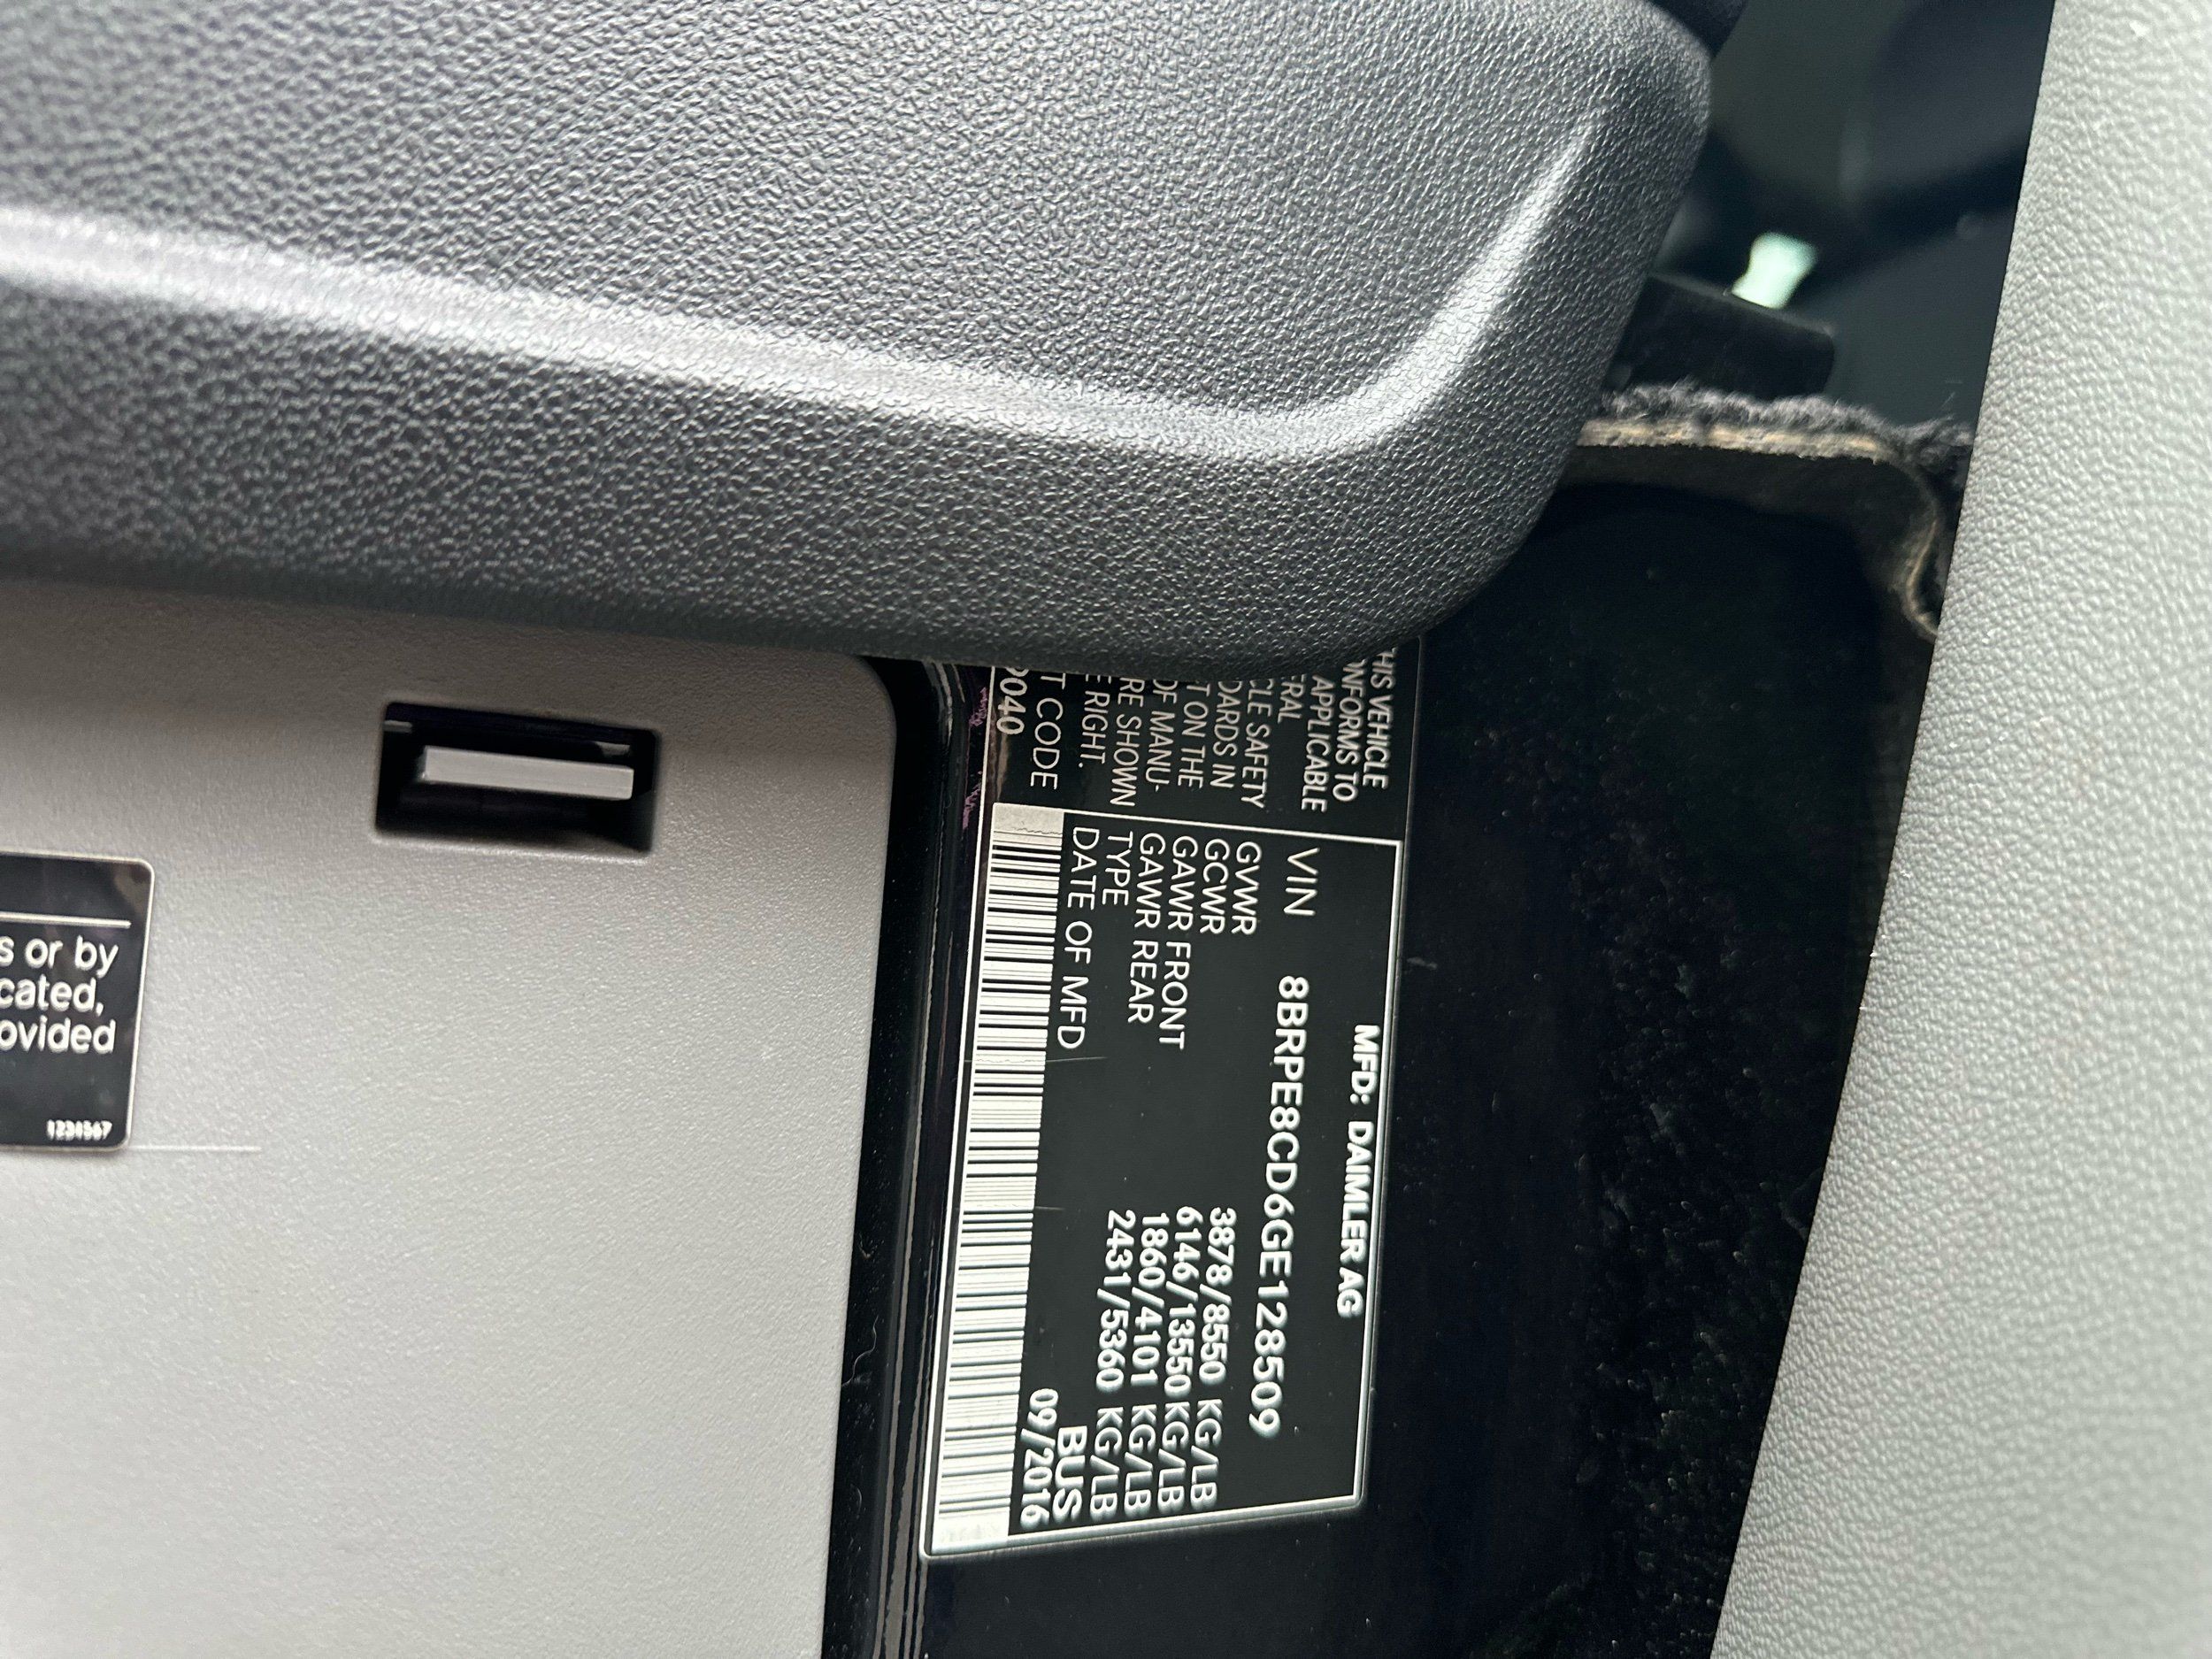 HIS VEHICLE
ONFORMS TO
APPLICABLE
ERAL
CLE SAFETY
DARDS IN
T ON THE
OF MANU-
RE SHOWN
E RIGHT.
T CODE
0040
MFD: DAIMLER AG
VIN 8BRPE8CD6GE128509
GVWR 3878/8550 KG/LB
GCWR 6146/13550 KG/LB
GAWR FRONT 1860/4101 KG/LB
GAWR REAR 2431/5360 KG/LB
TYPE BUS
DATE OF MFD 09/2016
s or by
cated,
ovided
1234567